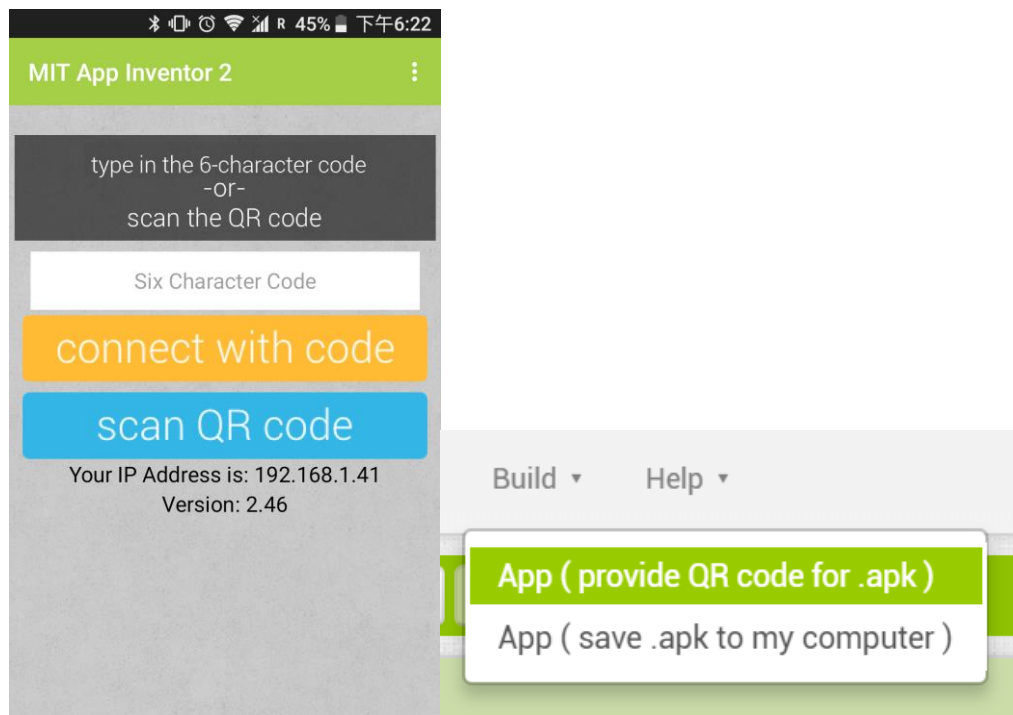 R 45% 下午6:22
MIT App Inventor 2
type in the 6-character code
-or-
scan the QR code
Six Character Code
connect with code
scan QR code
Your IP Address is: 192.168.1.41
Version: 2.46
Build ▾ Help ▾
App ( provide QR code for .apk )
App ( save .apk to my computer )